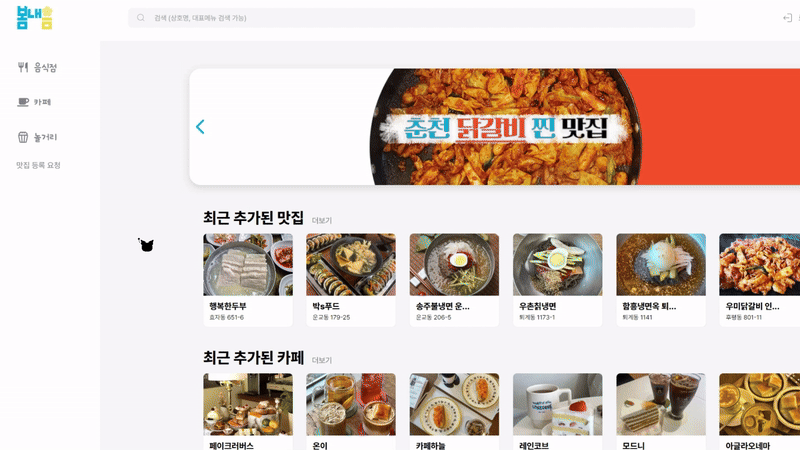 봄내음
검색 (상호명, 대표메뉴 검색 가능)
음식점
카페
놀거리
맛집 등록 요청
춘천 닭갈비 찐 맛집
최근 추가된 맛집 더보기
행복한두부
효자동 651-6
박s푸드
운교동 179-25
송주불냉면 운...
운교동 206-5
우촌칡냉면
퇴계동 1173-1
함흥냉면옥 퇴...
퇴계동 1141
우미닭갈비 인...
후평동 801-11
최근 추가된 카페 더보기
페이크러버스
온이
카페하늘
레인코브
모드니
아글라오네마